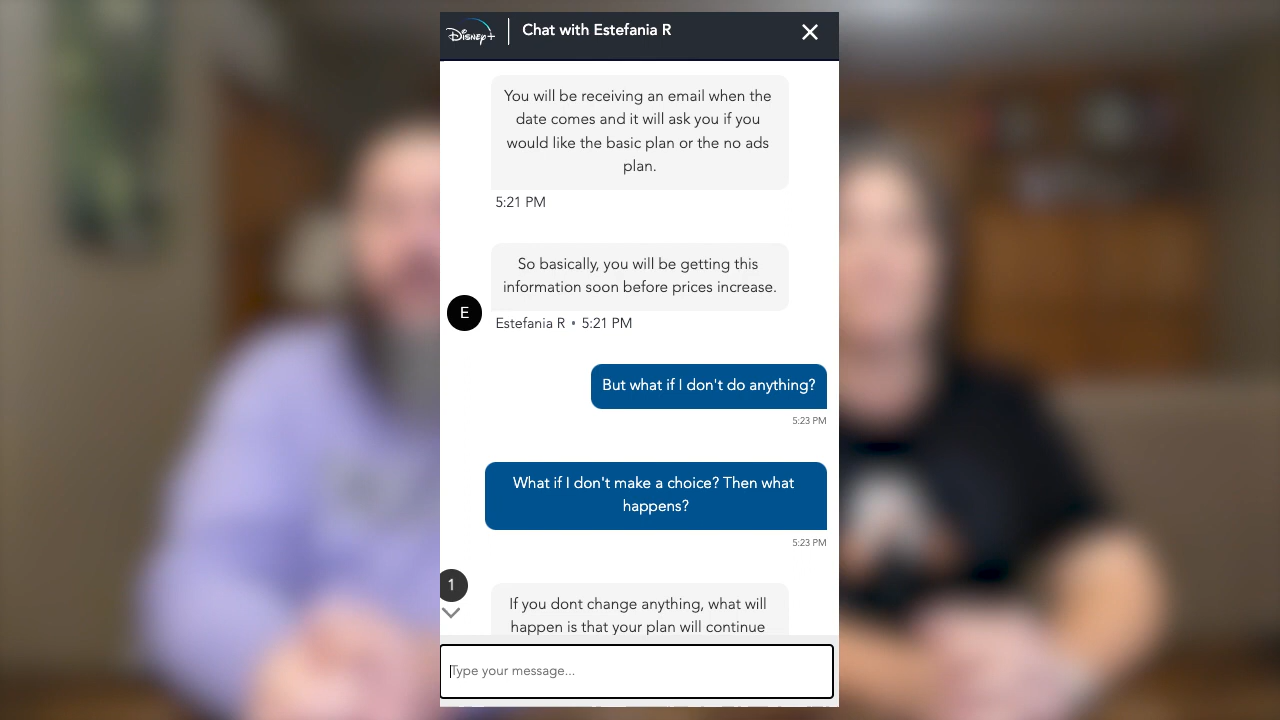 Disney+
Chat with Estefania R
You will be receiving an email when the
date comes and it will ask you if you
would like the basic plan or the no ads
plan.
5:21 PM
So basically, you will be getting this
information soon before prices increase.
E
Estefania R • 5:21 PM
But what if I don't do anything?
5:23 PM
What if I don't make a choice? Then what
happens?
5:23 PM
1
If you dont change anything, what will
happen is that your plan will continue
Type your message...